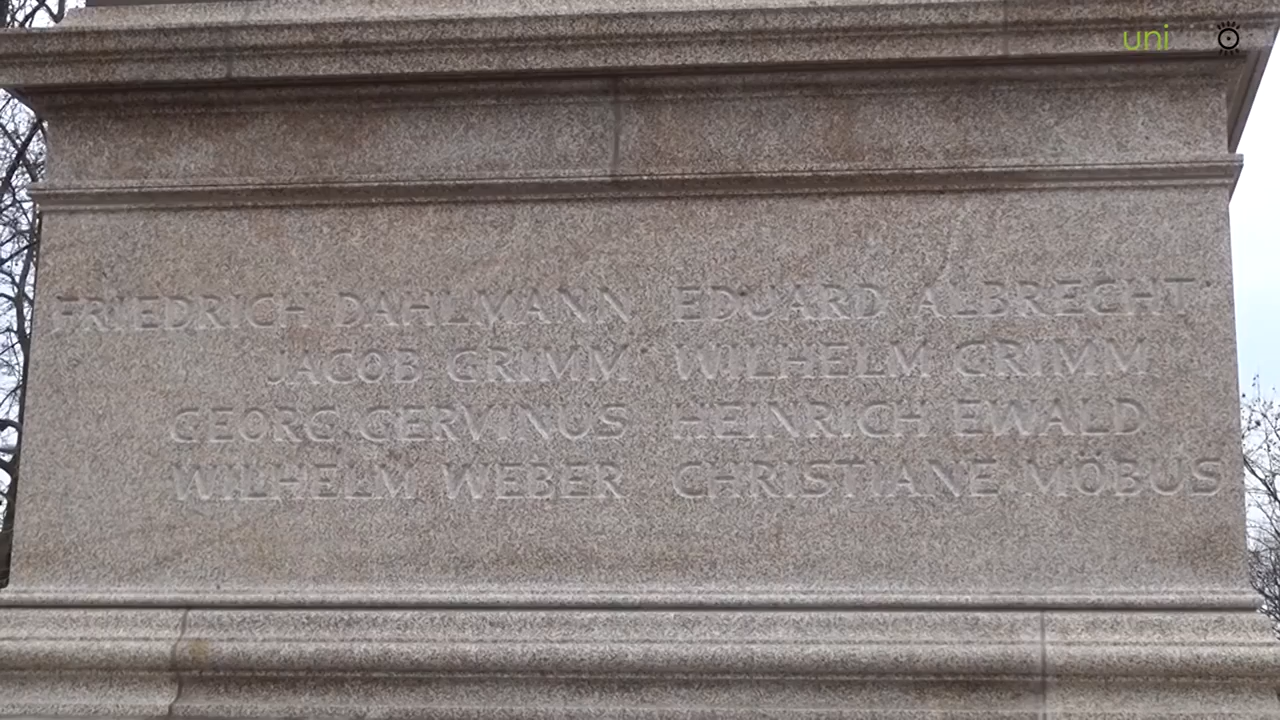 uni
FRIEDRICH DAHLMANN EDUARD ALBRECHT
JACOB GRIMM WILHELM GRIMM
GEORG GERVINUS HEINRICH EWALD
WILHELM WEBER CHRISTIANE MÖBUS